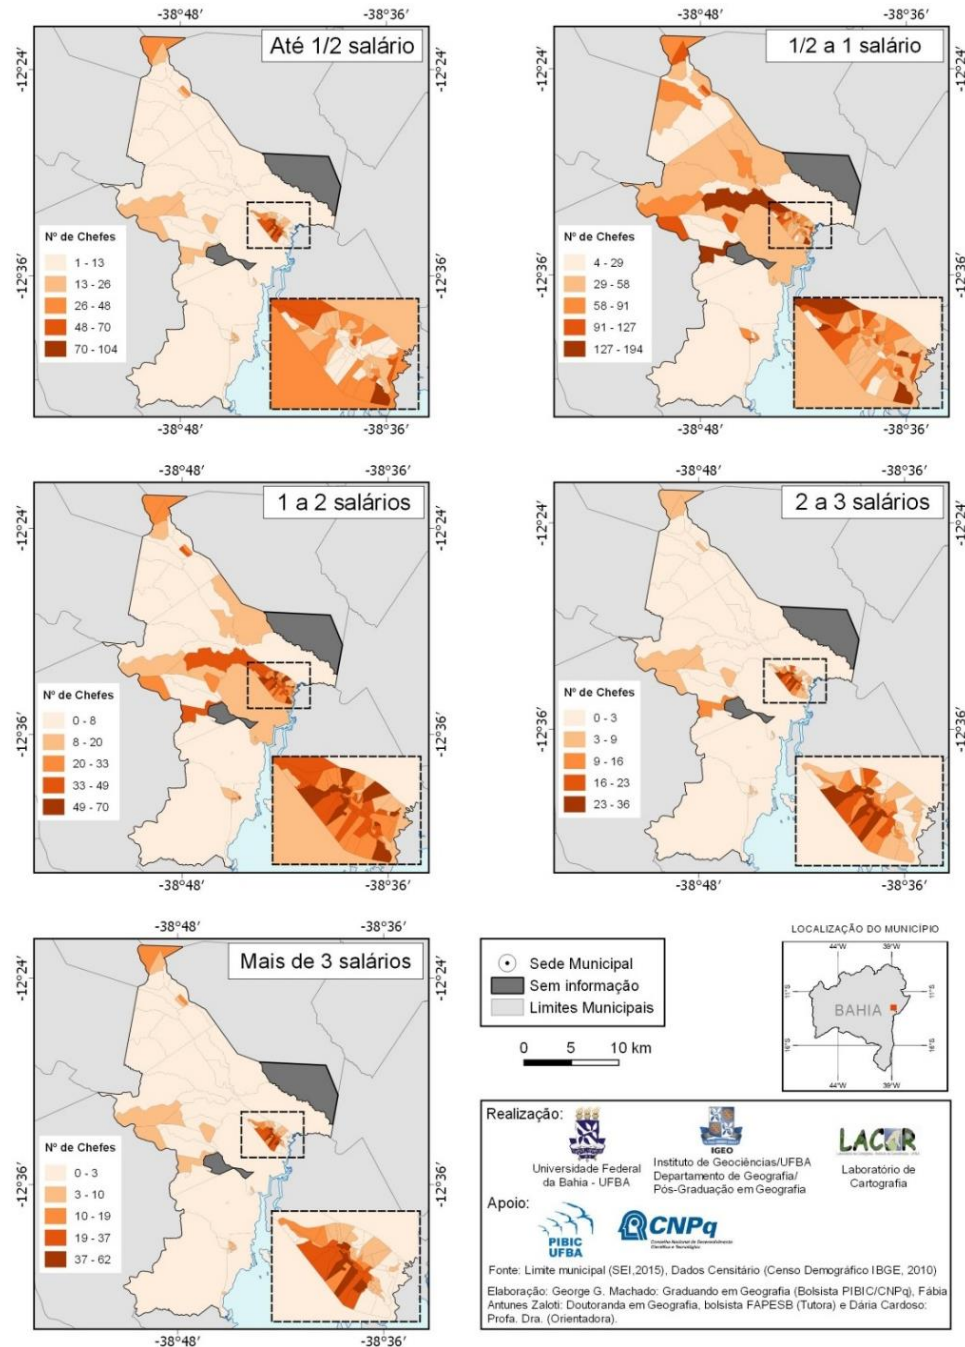 -38°48′
-38°36′
Até 1/2 salário
-12°24′
-12°24′
Nº de Chefes
1 - 13
13 - 26
26 - 48
48 - 70
70 - 104
-12°36′
-12°36′
-38°48′
-38°36′
-38°48′
-38°36′
1/2 a 1 salário
-12°24′
-12°24′
Nº de Chefes
4 - 29
29 - 58
58 - 91
91 - 127
127 - 194
-12°36′
-12°36′
-38°48′
-38°36′
-38°48′
-38°36′
1 a 2 salários
-12°24′
-12°24′
Nº de Chefes
0 - 8
8 - 20
20 - 33
33 - 49
49 - 70
-12°36′
-12°36′
-38°48′
-38°36′
-38°48′
-38°36′
2 a 3 salários
-12°24′
-12°24′
Nº de Chefes
0 - 3
3 - 9
9 - 16
16 - 23
23 - 36
-12°36′
-12°36′
-38°48′
-38°36′
-38°48′
-38°36′
Mais de 3 salários
-12°24′
-12°24′
Nº de Chefes
0 - 3
3 - 10
10 - 19
19 - 37
37 - 62
-12°36′
-12°36′
-38°48′
-38°36′
Sede Municipal
Sem informação
Limites Municipais
0 5 10 km
LOCALIZAÇÃO DO MUNICÍPIO
44°W 39°W
11°S
11°S
BAHIA
16°S
16°S
44°W 39°W
Realização:
Universidade Federal
da Bahia - UFBA
IGEO
Instituto de Geociências/UFBA
Departamento de Geografia/
Pós-Graduação em Geografia
LACAR
Laboratório de
Cartografia
Apoio:
PIBIC
UFBA
CNPq
Conselho Nacional de Desenvolvimento
Científico e Tecnológico
Fonte: Limite municipal (SEI,2015), Dados Censitário (Censo Demográfico IBGE, 2010)
Elaboração: George G. Machado: Graduando em Geografia (Bolsista PIBIC/CNPq), Fábia
Antunes Zaloti: Doutoranda em Geografia, bolsista FAPESB (Tutora) e Dária Cardoso:
Profa. Dra. (Orientadora).